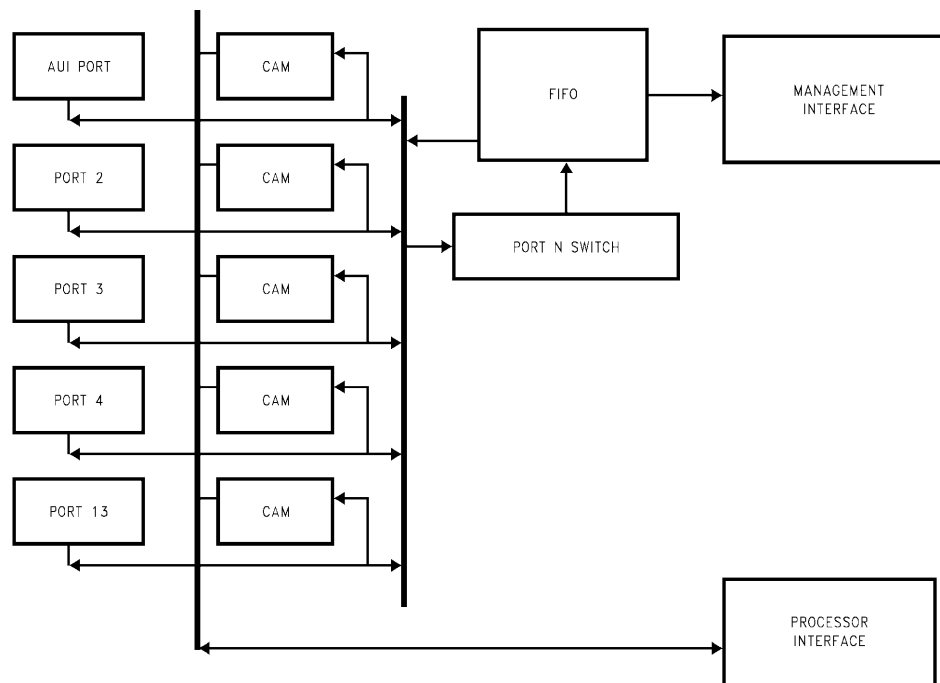 AUI PORT
CAM
FIFO
MANAGEMENT
INTERFACE
PORT 2
CAM
PORT N SWITCH
PORT 3
CAM
PORT 4
CAM
PORT 13
CAM
PROCESSOR
INTERFACE